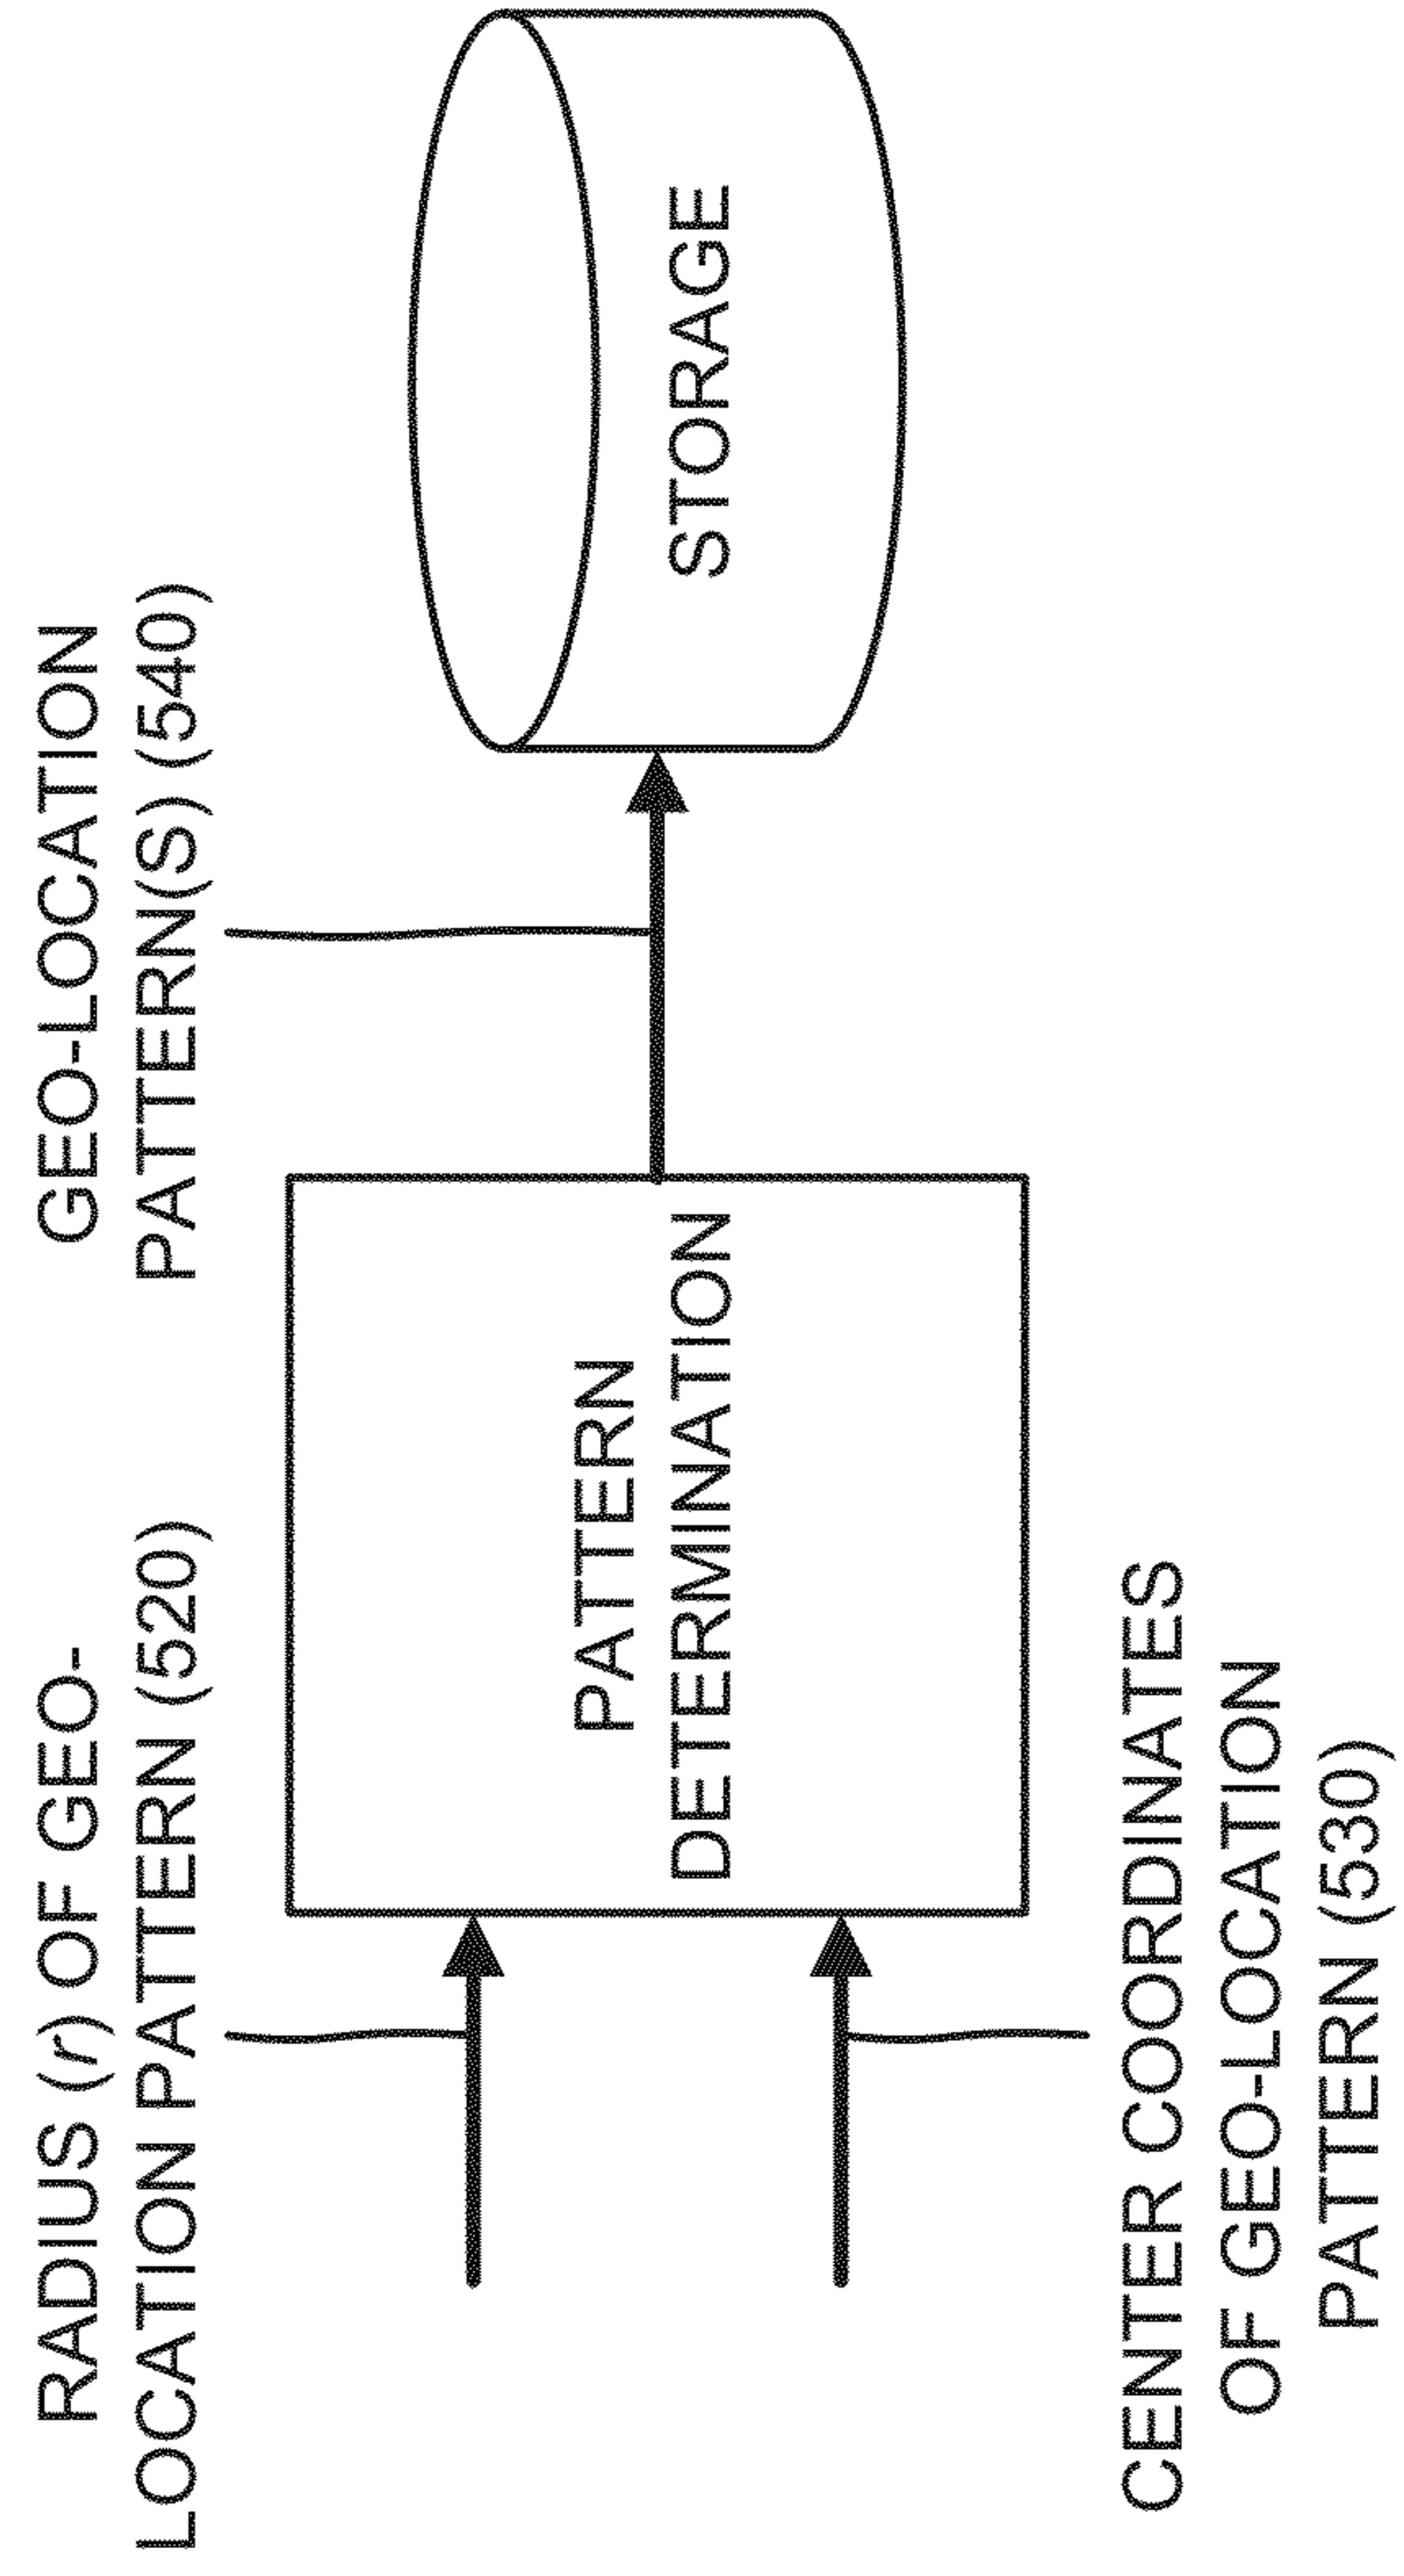 RADIUS (r) OF GEO-
LOCATION PATTERN (520)
GEO-LOCATION
PATTERN(S) (540)
PATTERN
DETERMINATION
STORAGE
CENTER COORDINATES
OF GEO-LOCATION
PATTERN (530)